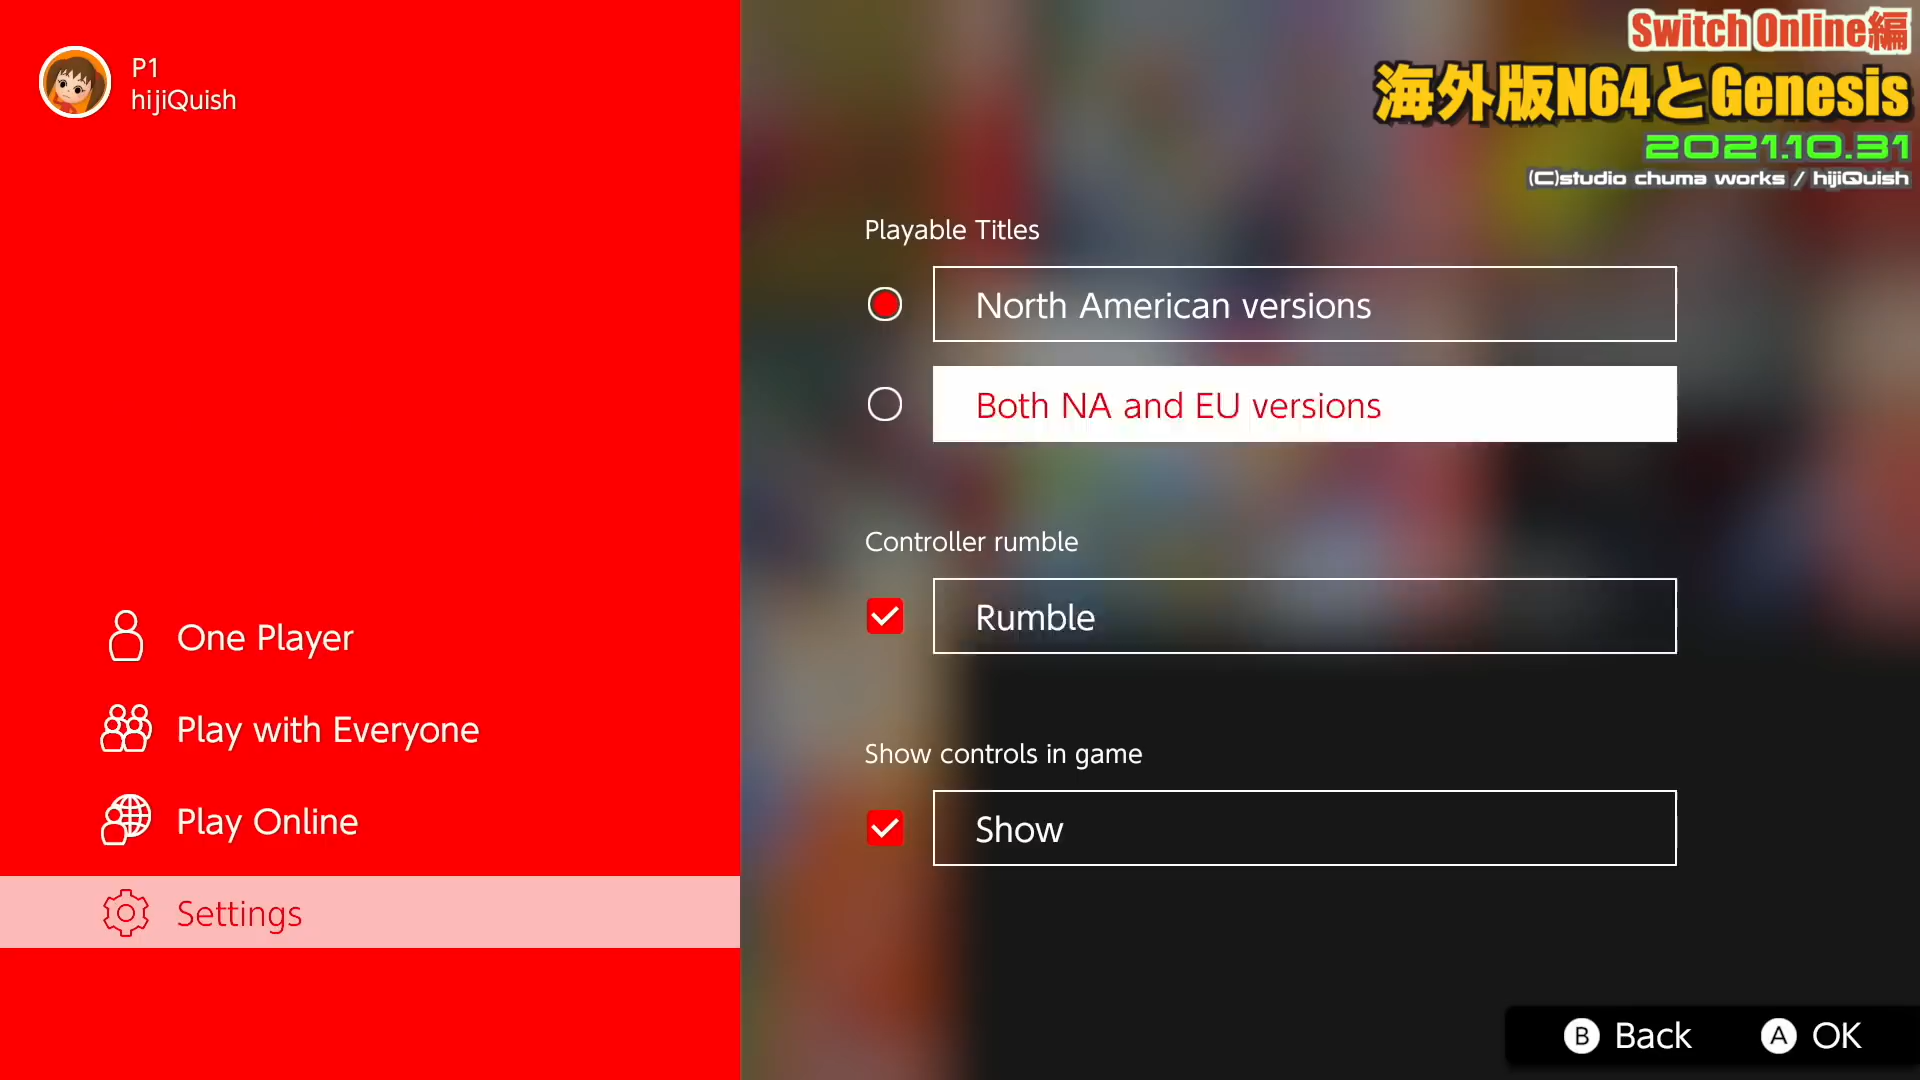 P1
hijiQuish
Switch Online編
海外版N64とGenesis
2021.10.31
(C)studio chuma works / hijiQuish
Playable Titles
North American versions
Both NA and EU versions
Controller rumble
Rumble
Show controls in game
Show
One Player
Play with Everyone
Play Online
Settings
B Back
A OK